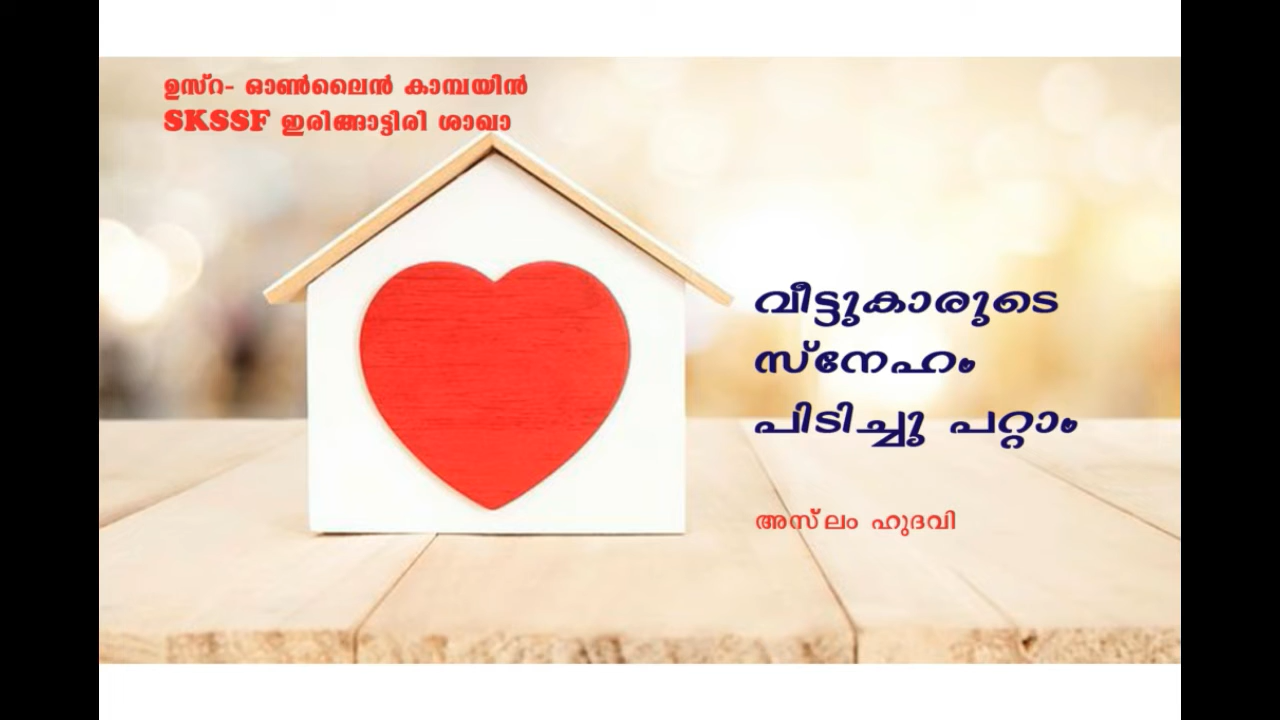 ഉസ്റ- ഓൺലൈൻ കാമ്പയിൻ
SKSSF ഇരിങ്ങാട്ടിരി ശാഖാ
വീട്ടുകാരുടെ
സ്നേഹം
പിടിച്ചു പറ്റാം
അസ്‌ലം ഹുദവി